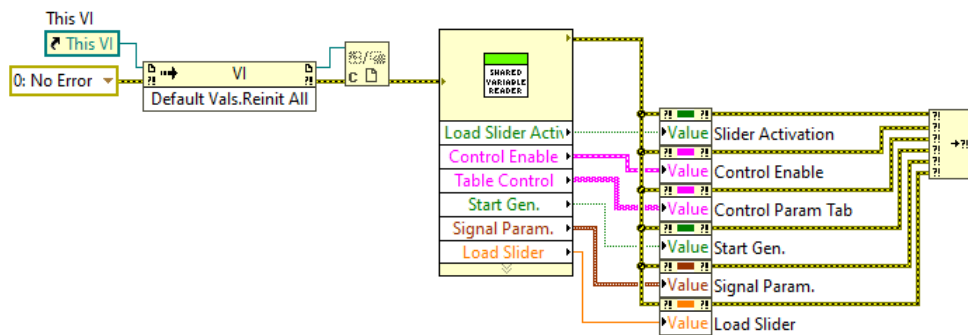 This VI
This VI
0: No Error
VI
Default Vals.Reinit All
C
SHARED
VARIABLE
READER
Load Slider Activ
Control Enable
Table Control
Start Gen.
Signal Param.
Load Slider
?! ?!
Value Slider Activation
?! ?!
Value Control Enable
?! ?!
Value Control Param Tab
?! ?!
Value Start Gen.
?! ?!
Value Signal Param.
?! ?!
Value Load Slider
?!
?!
?!
?!
?!
?!
?!